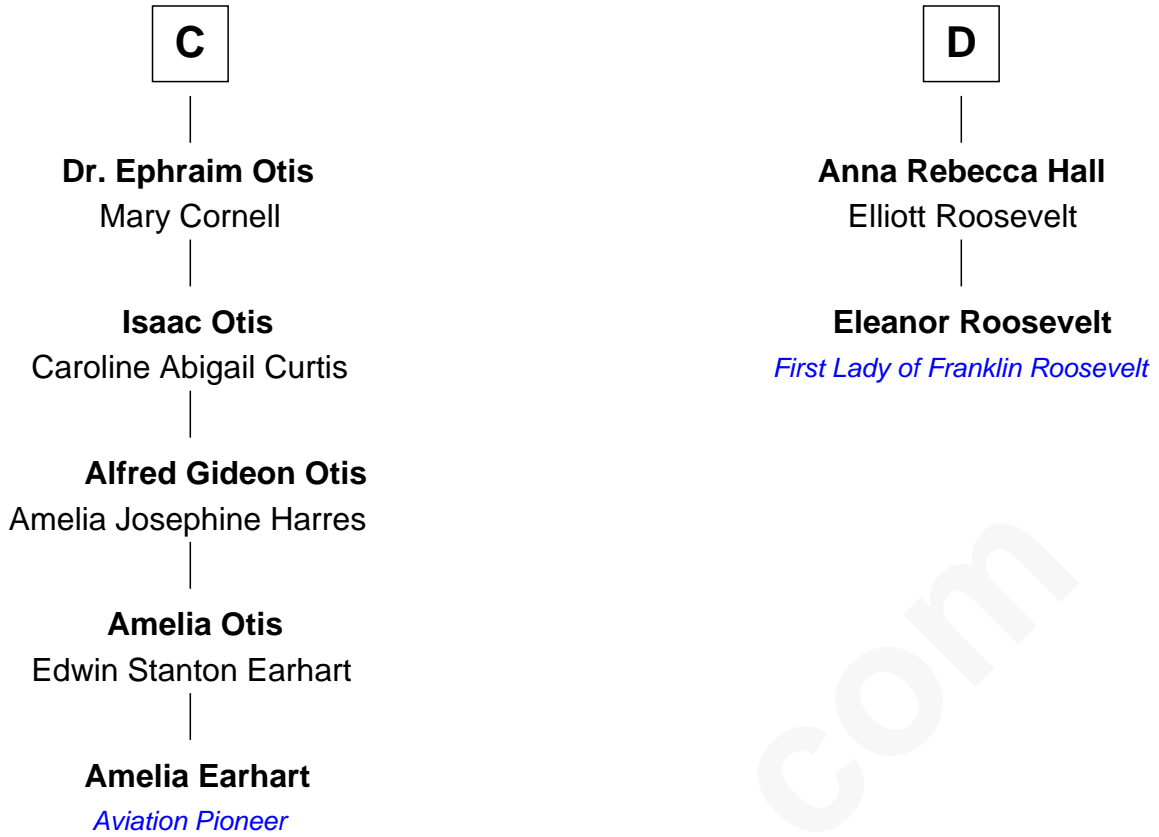 C
Dr. Ephraim Otis
Mary Cornell
Isaac Otis
Caroline Abigail Curtis
Alfred Gideon Otis
Amelia Josephine Harres
Amelia Otis
Edwin Stanton Earhart
Amelia Earhart
Aviation Pioneer
D
Anna Rebecca Hall
Elliott Roosevelt
Eleanor Roosevelt
First Lady of Franklin Roosevelt
com